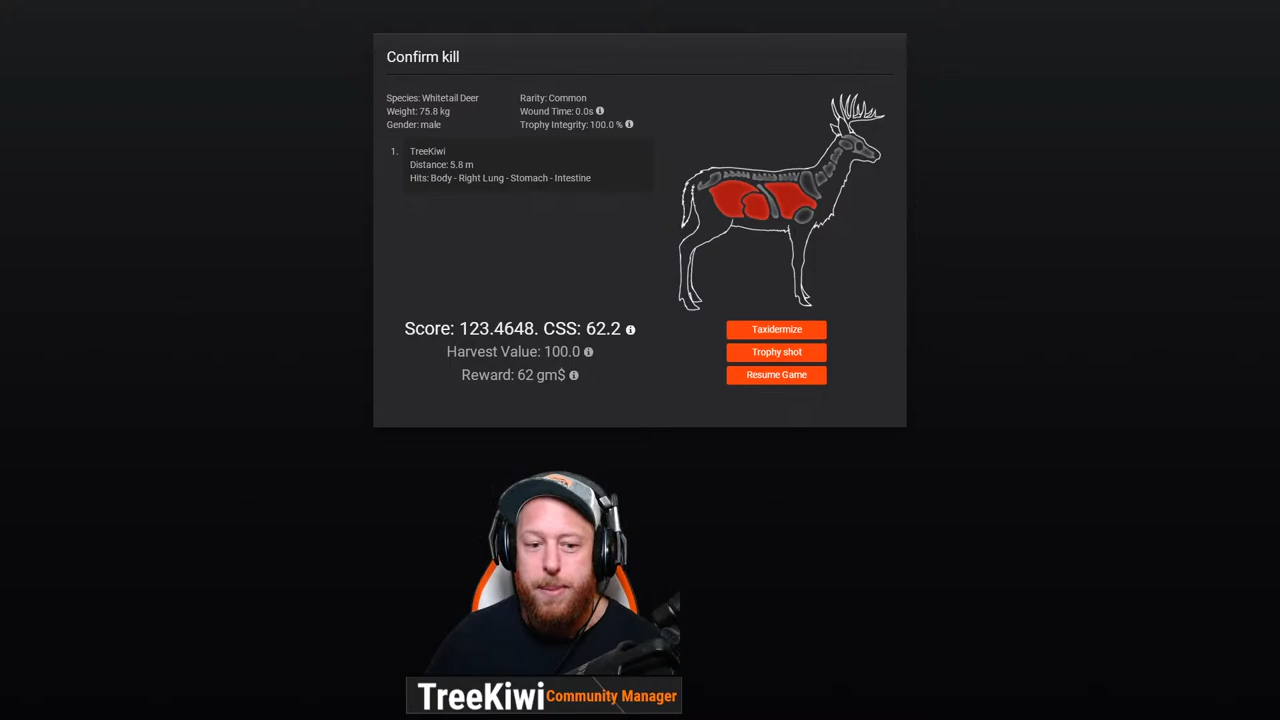 Confirm kill
Species: Whitetail Deer
Weight: 75.8 kg
Gender: male
Rarity: Common
Wound Time: 0.0s
Trophy Integrity: 100.0 %
1.
TreeKiwi
Distance: 5.8 m
Hits: Body - Right Lung - Stomach - Intestine
Score: 123.4648. CSS: 62.2
Harvest Value: 100.0
Reward: 62 gm$
Taxidermize
Trophy shot
Resume Game
TreeKiwi Community Manager